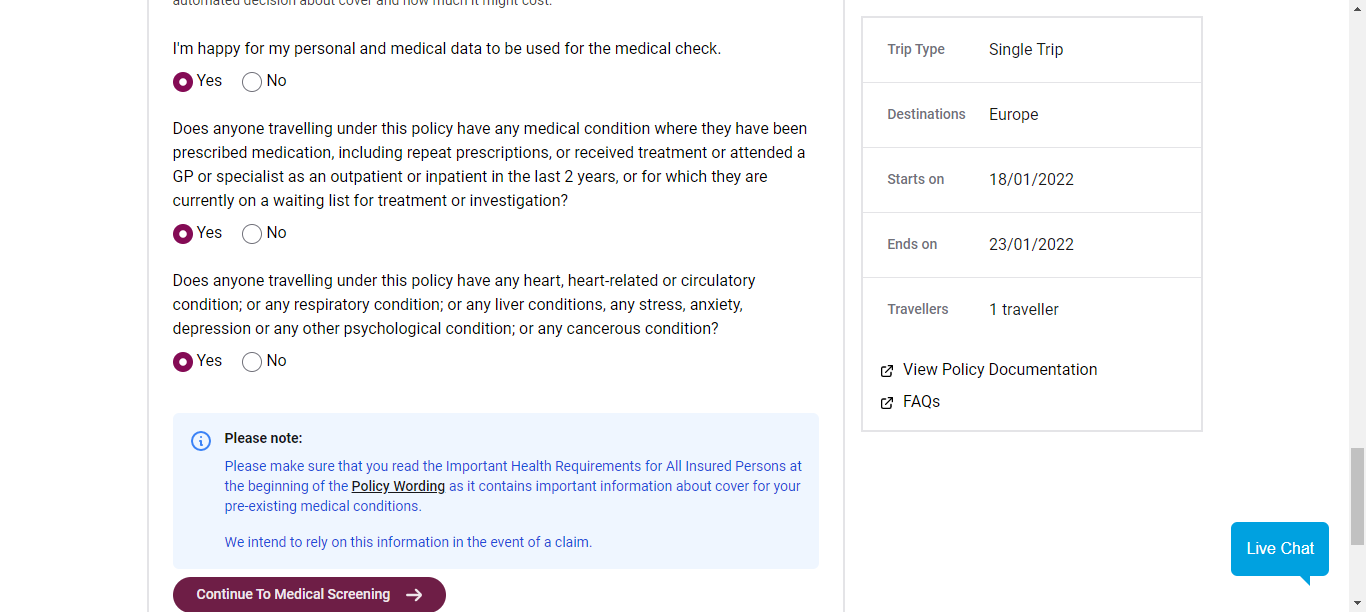 automated decision about cover and how much it might cost.
I'm happy for my personal and medical data to be used for the medical check.
Yes No
Does anyone travelling under this policy have any medical condition where they have been
prescribed medication, including repeat prescriptions, or received treatment or attended a
GP or specialist as an outpatient or inpatient in the last 2 years, or for which they are
currently on a waiting list for treatment or investigation?
Yes No
Does anyone travelling under this policy have any heart, heart-related or circulatory
condition; or any respiratory condition; or any liver conditions, any stress, anxiety,
depression or any other psychological condition; or any cancerous condition?
Yes No
Please note:
Please make sure that you read the Important Health Requirements for All Insured Persons at
the beginning of the Policy Wording as it contains important information about cover for your
pre-existing medical conditions.
We intend to rely on this information in the event of a claim.
Continue To Medical Screening
Trip Type Single Trip
Destinations Europe
Starts on 18/01/2022
Ends on 23/01/2022
Travellers 1 traveller
View Policy Documentation
FAQs
Live Chat